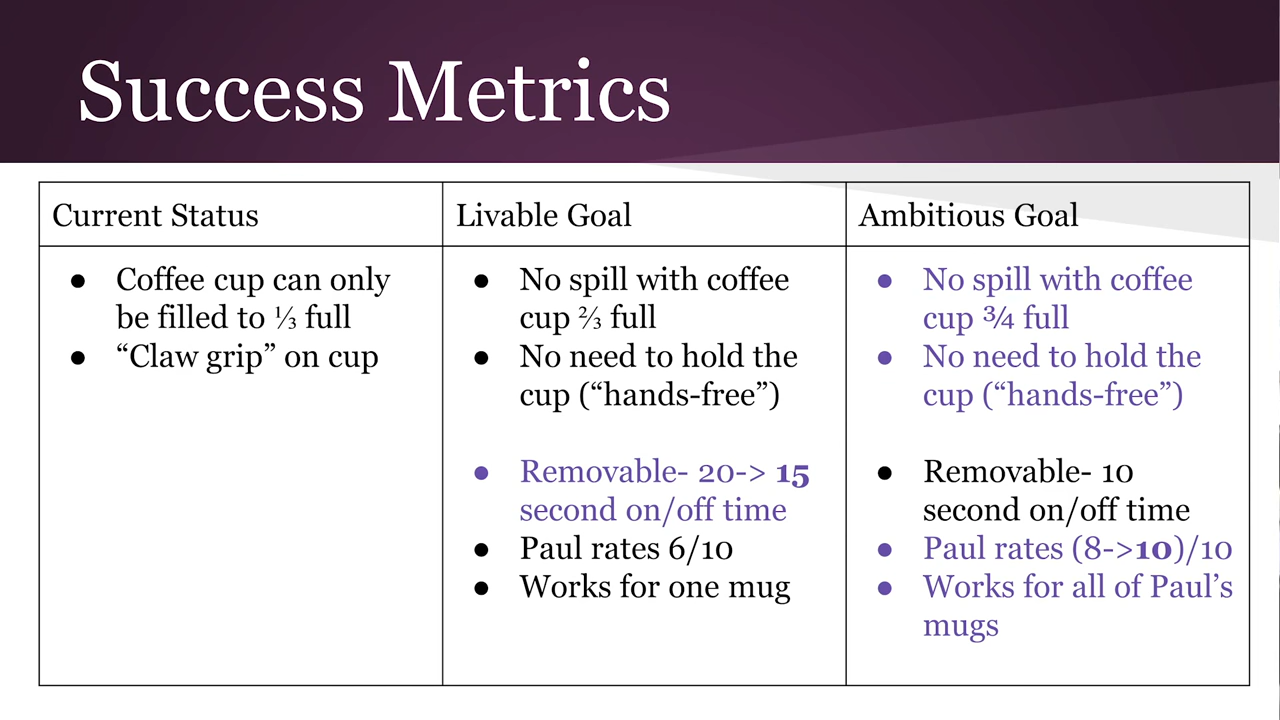 Success Metrics
Current Status
● Coffee cup can only
be filled to ⅓ full
● “Claw grip” on cup
Livable Goal
● No spill with coffee
cup ⅔ full
● No need to hold the
cup (“hands-free”)
● Removable- 20-> 15
second on/off time
● Paul rates 6/10
● Works for one mug
Ambitious Goal
● No spill with coffee
cup ¾ full
● No need to hold the
cup (“hands-free”)
● Removable- 10
second on/off time
● Paul rates (8->10)/10
● Works for all of Paul’s
mugs